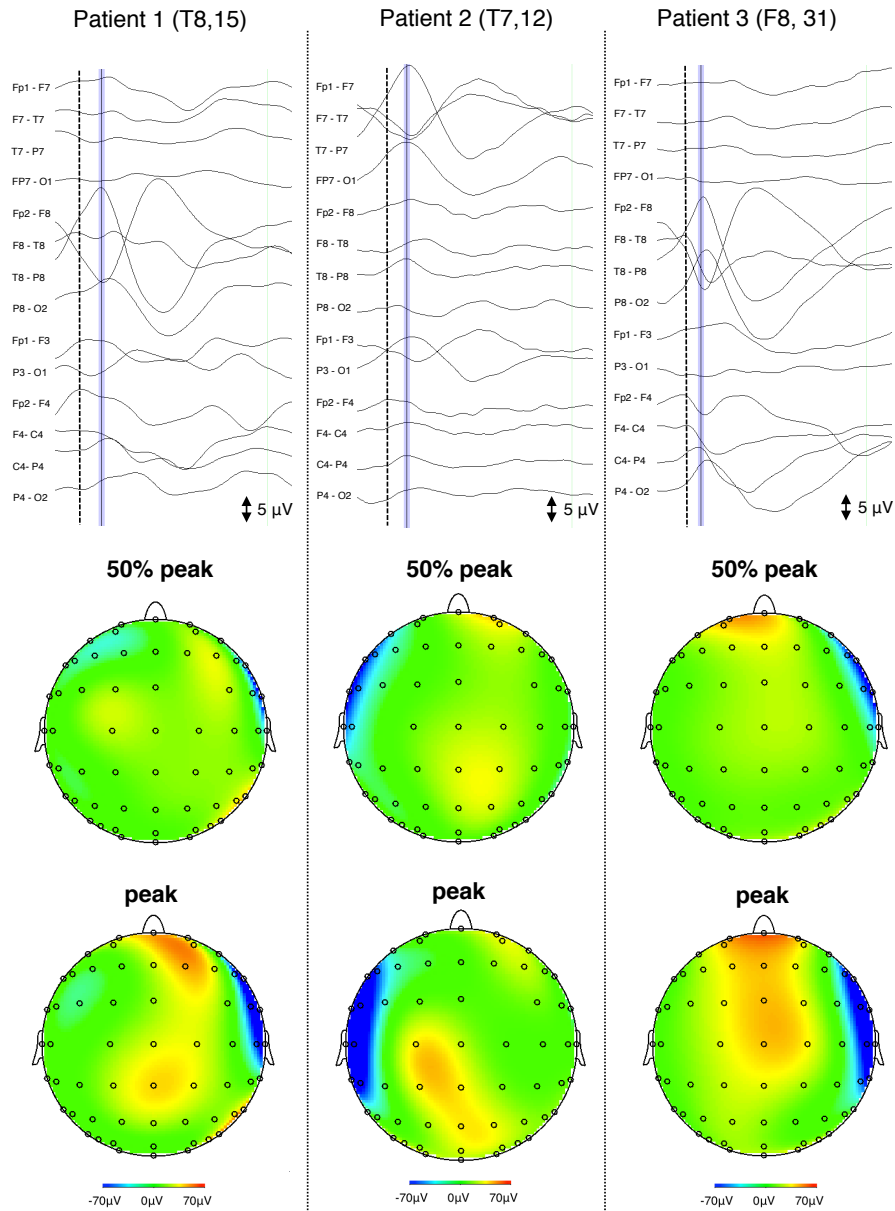 Patient 1 (T8,15)
Patient 2 (T7,12)
Patient 3 (F8, 31)
Fp1 - F7
F7 - T7
T7 - P7
FP7 - O1
Fp2 - F8
F8 - T8
T8 - P8
P8 - O2
Fp1 - F3
P3 - O1
Fp2 - F4
F4- C4
C4- P4
P4 - O2
5 µV
Fp1 - F7
F7 - T7
T7 - P7
FP7 - O1
Fp2 - F8
F8 - T8
T8 - P8
P8 - O2
Fp1 - F3
P3 - O1
Fp2 - F4
F4- C4
C4- P4
P4 - O2
5 µV
Fp1 - F7
F7 - T7
T7 - P7
FP7 - O1
Fp2 - F8
F8 - T8
T8 - P8
P8 - O2
Fp1 - F3
P3 - O1
Fp2 - F4
F4- C4
C4- P4
P4 - O2
5 µV
50% peak
50% peak
50% peak
peak
peak
peak
-70µV 0µV 70µV
-70µV 0µV 70µV
-70µV 0µV 70µV